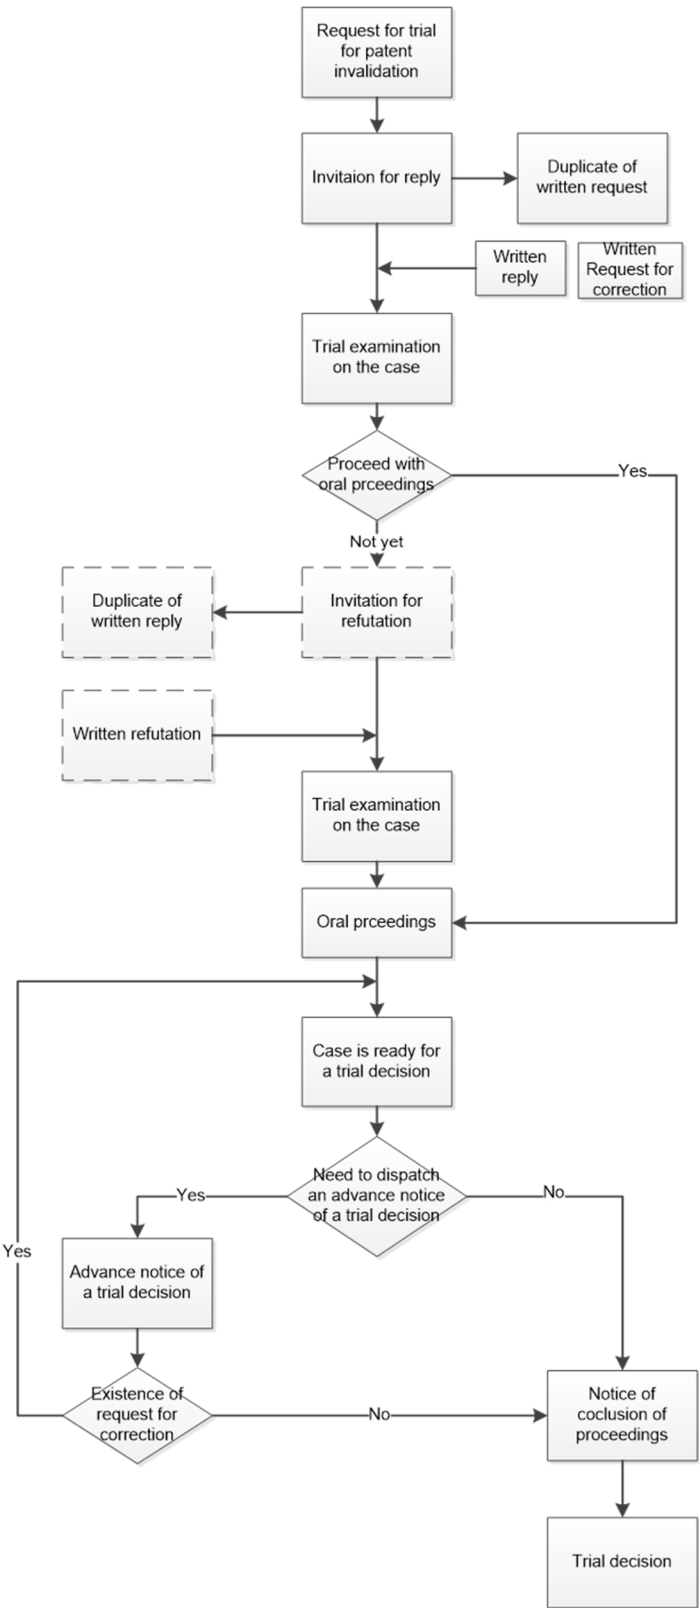 Request for trial
for patent
invalidation
Invitaion for reply
Duplicate of
written request
Written
reply
Written
Request for
correction
Trial examination
on the case
Proceed with
oral prceedings
Yes
Not yet
Duplicate of
written reply
Invitation for
refutation
Written refutation
Trial examination
on the case
Oral prceedings
Case is ready for
a trial decision
Need to dispatch
an advance notice
of a trial decision
Yes
No
Yes
Advance notice of
a trial decision
Existence of
request for
correction
No
Notice of
coclusion of
proceedings
Trial decision